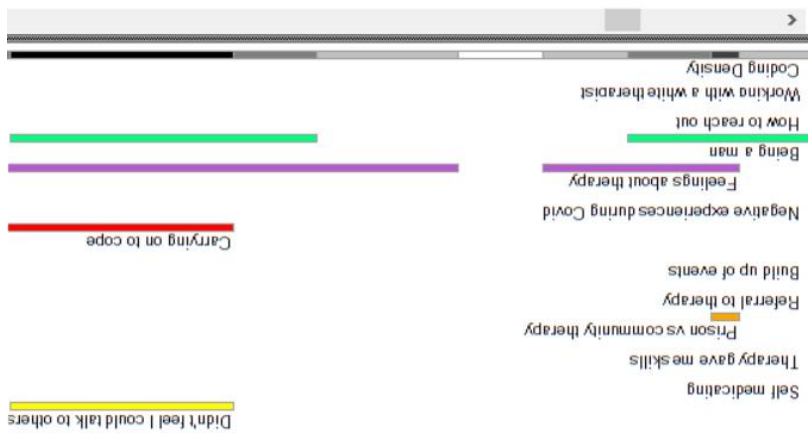 Didn't feel I could talk to others
Self medicating
Therapy gave me skills
Prison vs community therapy
Referral to therapy
Build up of events
Carrying on to cope
Negative experiences during Covid
Feelings about therapy
Being a man
How to reach out
Working with a white therapist
Coding Density